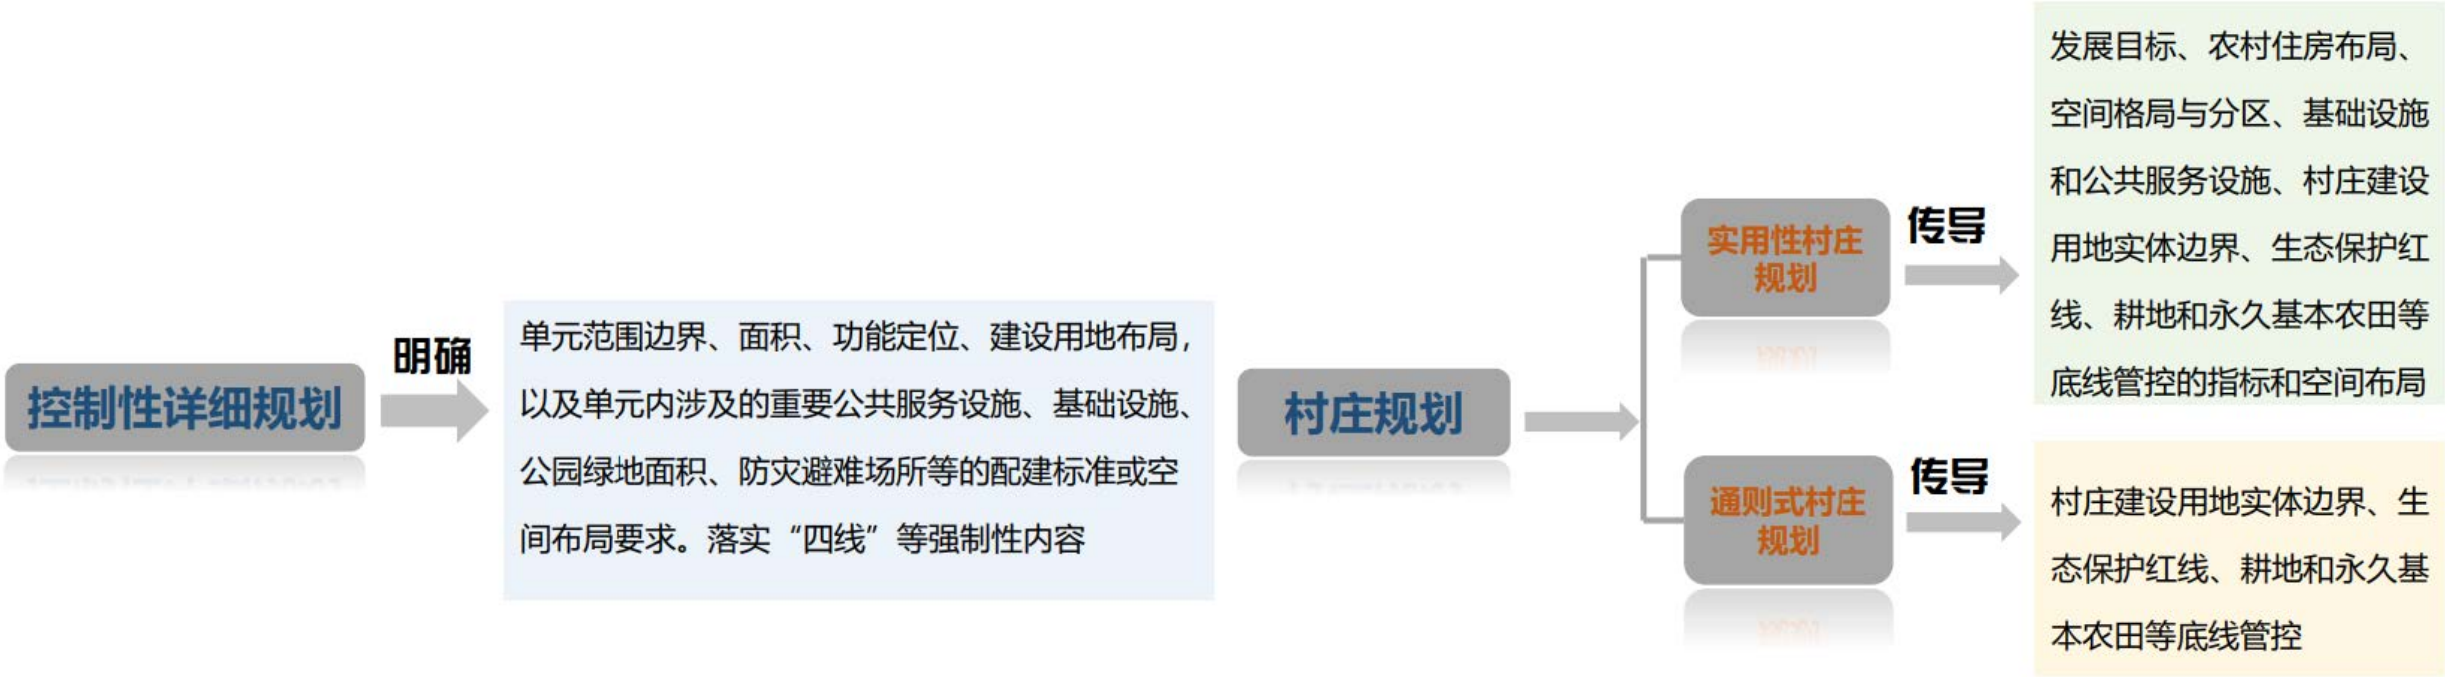 控制性详细规划
明确
单元范围边界、面积、功能定位、建设用地布局，
以及单元内涉及的重要公共服务设施、基础设施、
公园绿地面积、防灾避难场所等的配建标准或空
间布局要求。落实“四线”等强制性内容
村庄规划
实用性村庄
规划
传导
发展目标、农村住房布局、
空间格局与分区、基础设施
和公共服务设施、村庄建设
用地实体边界、生态保护红
线、耕地和永久基本农田等
底线管控的指标和空间布局
通则式村庄
规划
传导
村庄建设用地实体边界、生
态保护红线、耕地和永久基
本农田等底线管控